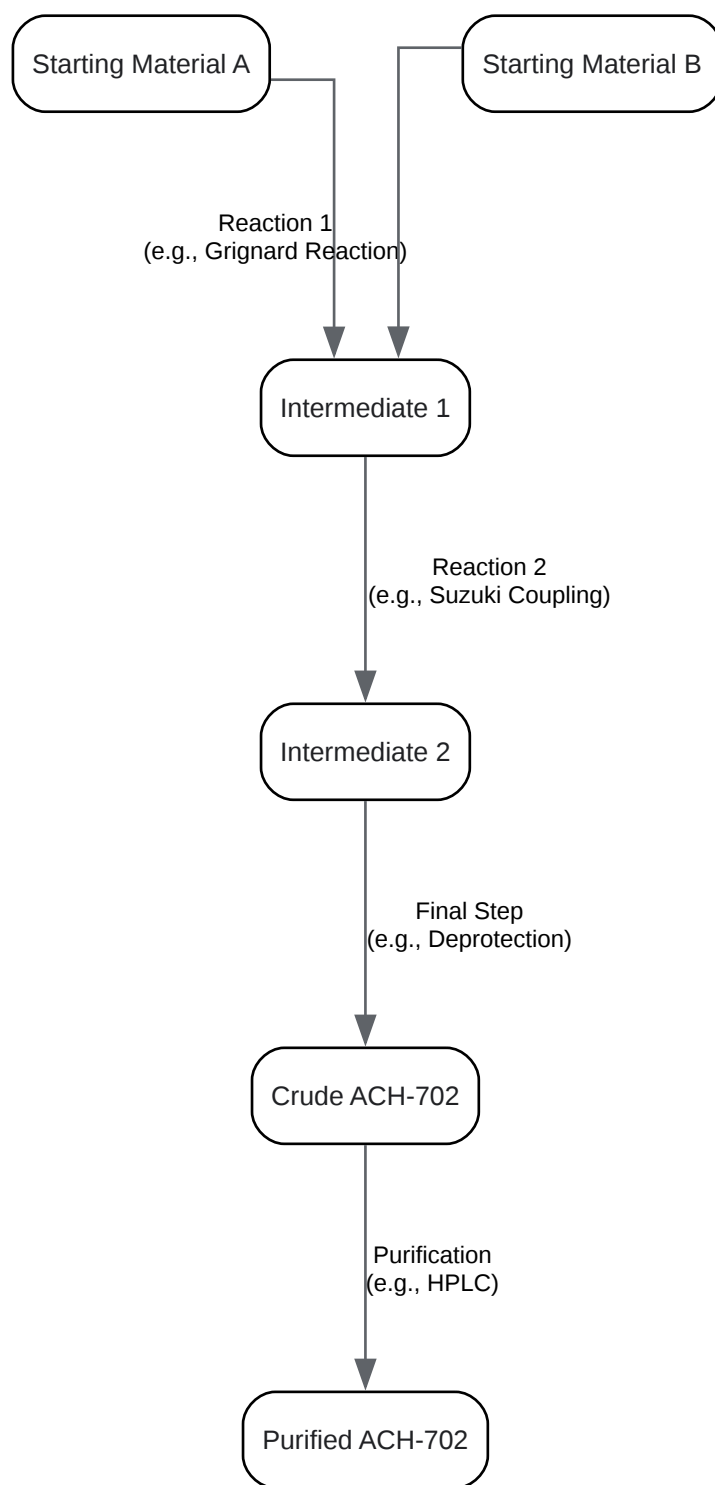 Starting Material A
Starting Material B
Reaction 1
(e.g., Grignard Reaction)
Intermediate 1
Reaction 2
(e.g., Suzuki Coupling)
Intermediate 2
Final Step
(e.g., Deprotection)
Crude ACH-702
Purification
(e.g., HPLC)
Purified ACH-702